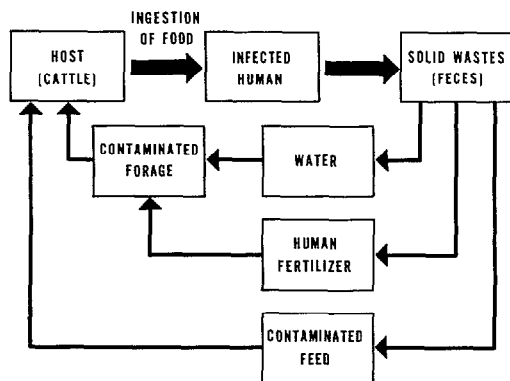 INGESTION
OF FOOD
HOST
(CATTLE)
INFECTED
HUMAN
SOLID WASTES
(FECES)
CONTAMINATED
FORAGE
WATER
HUMAN
FERTILIZER
CONTAMINATED
FEED